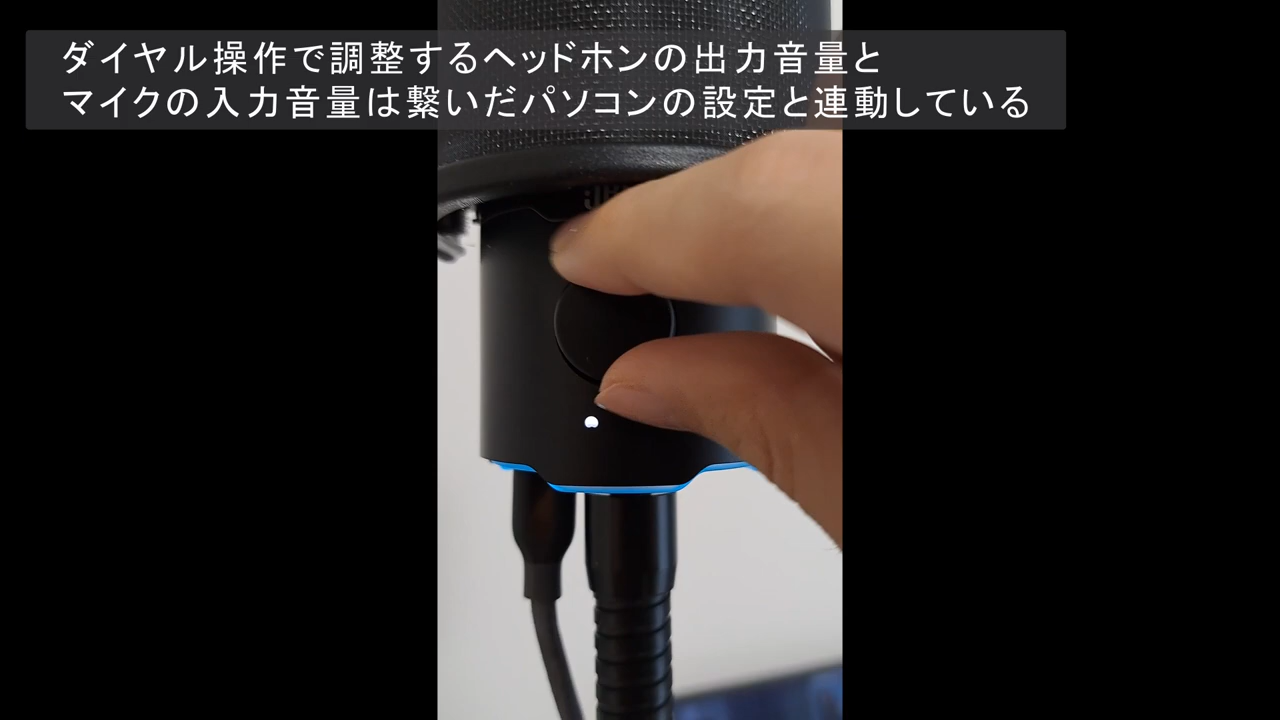 ダイヤル操作で調整するヘッドホンの出力音量と
マイクの入力音量は繋いだパソコンの設定と連動している